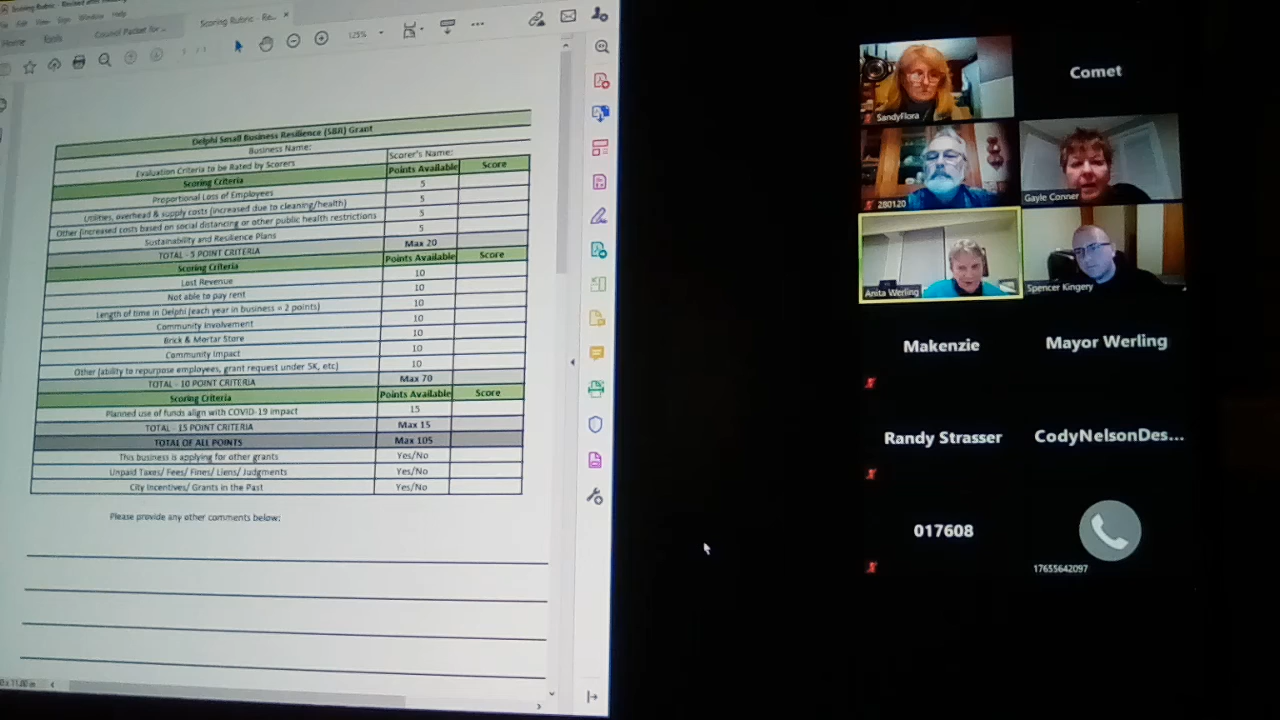 Scoring Rubric - Re...
Home
Tools
Council Packet for ...
Scoring Rubric - Re...
125%
Delphi Small Business Resilience (SBR) Grant
Business Name:
Scorer's Name:
Evaluation Criteria to be Rated by Scorers
Points Available
Score
Scoring Criteria
Proportional Loss of Employees
5
Utilities, overhead & supply costs (increased due to cleaning/health)
5
Other (increased costs based on social distancing or other public health restrictions
5
Sustainability and Resilience Plans
5
TOTAL - 5 POINT CRITERIA
Max 20
Scoring Criteria
Points Available
Score
Lost Revenue
10
Not able to pay rent
10
Length of time in Delphi (each year in business = 2 points)
10
Community Involvement
10
Brick & Mortar Store
10
Community Impact
10
Other (ability to repurpose employees, grant request under 5K, etc)
10
TOTAL - 10 POINT CRITERIA
Max 70
Scoring Criteria
Points Available
Score
Planned use of funds align with COVID-19 impact
15
TOTAL - 15 POINT CRITERIA
Max 15
TOTAL OF ALL POINTS
Max 105
This business is applying for other grants
Yes/No
Unpaid Taxes/ Fees/ Fines/ Liens/ Judgments
Yes/No
City Incentives/ Grants in the Past
Yes/No
Please provide any other comments below:
SandyFlora
Comet
280120
Gayle Conner
Anita Werling
Spencer Kingery
Makenzie
Mayor Werling
Randy Strasser
CodyNelsonDes...
017608
17655642097